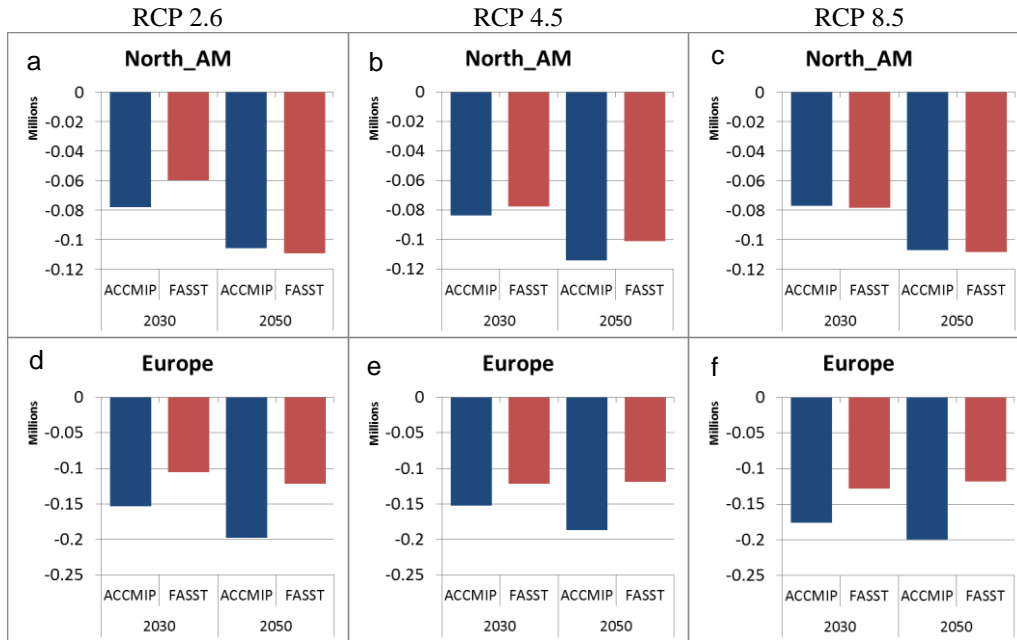 RCP 2.6 RCP 4.5 RCP 8.5
a North_AM
Millions
0
-0.02
-0.04
-0.06
-0.08
-0.1
-0.12
ACCMIP FASST ACCMIP FASST
2030 2050
b North_AM
Millions
0
-0.02
-0.04
-0.06
-0.08
-0.1
-0.12
ACCMIP FASST ACCMIP FASST
2030 2050
c North_AM
Millions
0
-0.02
-0.04
-0.06
-0.08
-0.1
-0.12
ACCMIP FASST ACCMIP FASST
2030 2050
d Europe
Millions
0
-0.05
-0.1
-0.15
-0.2
-0.25
ACCMIP FASST ACCMIP FASST
2030 2050
e Europe
Millions
0
-0.05
-0.1
-0.15
-0.2
-0.25
ACCMIP FASST ACCMIP FASST
2030 2050
f Europe
Millions
0
-0.05
-0.1
-0.15
-0.2
-0.25
ACCMIP FASST ACCMIP FASST
2030 2050